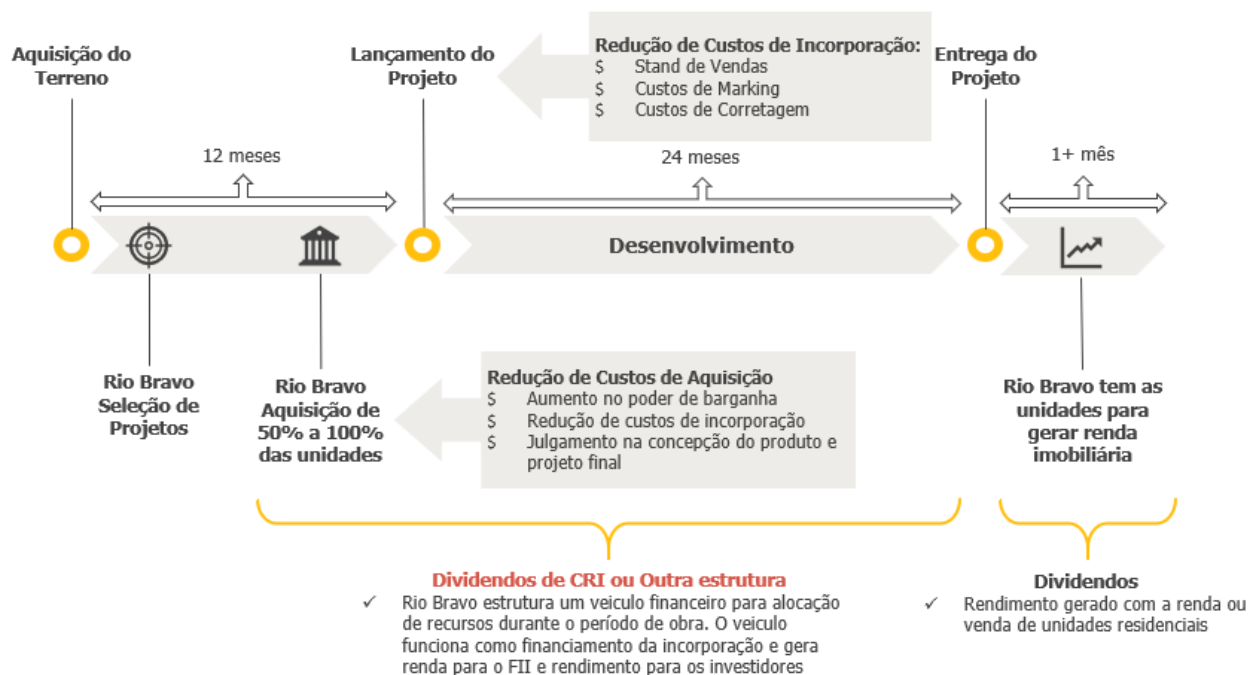 Aquisição do
Terreno
Lançamento do
Projeto
Redução de Custos de Incorporação:
$ Stand de Vendas
$ Custos de Marking
$ Custos de Corretagem
Entrega do
Projeto
12 meses
24 meses
1+ mês
Desenvolvimento
Rio Bravo
Seleção de
Projetos
Rio Bravo
Aquisição de
50% a 100%
das unidades
Redução de Custos de Aquisição
$ Aumento no poder de barganha
$ Redução de custos de incorporação
$ Julgamento na concepção do produto e
projeto final
Rio Bravo tem as
unidades para
gerar renda
imobiliária
Dividendos de CRI ou Outra estrutura
✓ Rio Bravo estrutura um veiculo financeiro para alocação
de recursos durante o período de obra. O veiculo
funciona como financiamento da incorporação e gera
renda para o FII e rendimento para os investidores
Dividendos
✓ Rendimento gerado com a renda ou
venda de unidades residenciais